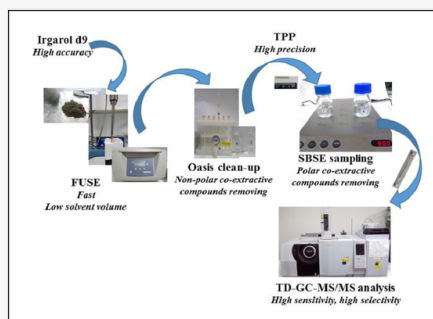 Irgarol d9
High accuracy
TPP
High precision
FUSE
Fast
Low solvent volume
Oasis clean-up
Non-polar co-extractive
compounds removing
900
SBSE sampling
Polar co-extractive
compounds removing
TD-GC-MS/MS analysis
High sensitivity, high selectivity